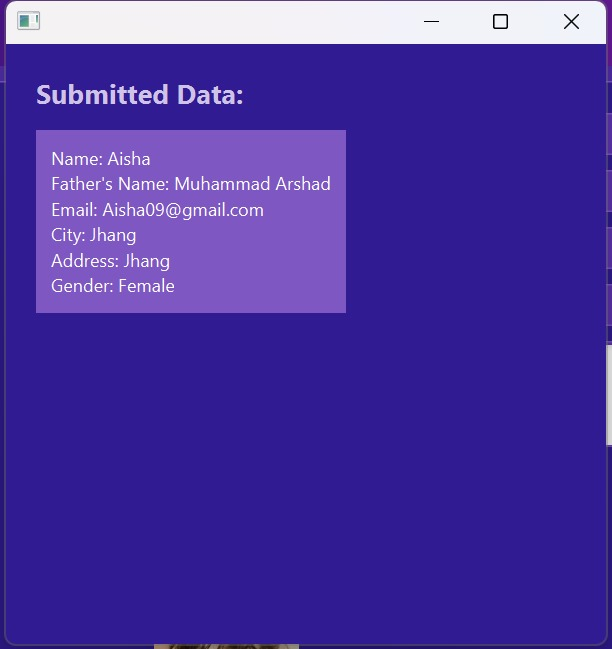 Submitted Data:
Name: Aisha
Father's Name: Muhammad Arshad
Email: Aisha09@gmail.com
City: Jhang
Address: Jhang
Gender: Female